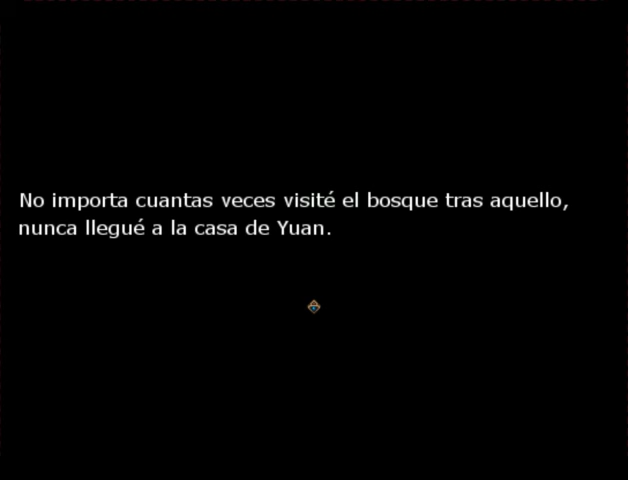 No importa cuantas veces visité el bosque tras aquello,
nunca llegué a la casa de Yuan.